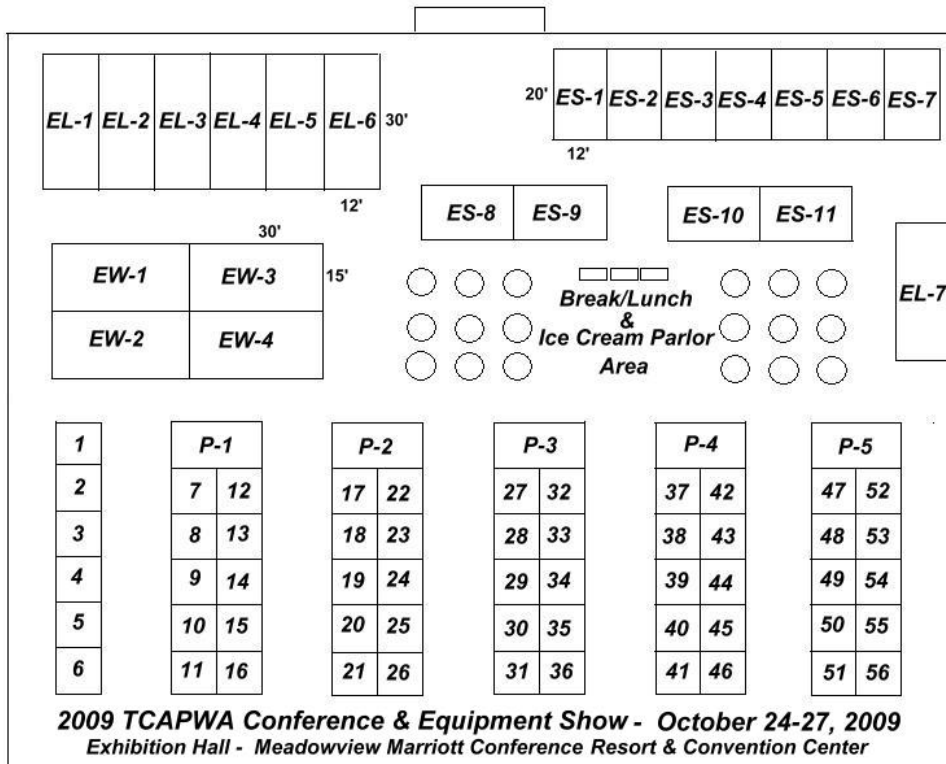 EL-1 EL-2 EL-3 EL-4 EL-5 EL-6 30'
20' ES-1 ES-2 ES-3 ES-4 ES-5 ES-6 ES-7
12'
12'
ES-8 ES-9 ES-10 ES-11
30'
EW-1 EW-3 15'
EW-2 EW-4
EL-7
Break/Lunch
&
Ice Cream Parlor
Area
1 P-1 P-2 P-3 P-4 P-5
2 7 12 17 22 27 32 37 42 47 52
3 8 13 18 23 28 33 38 43 48 53
4 9 14 19 24 29 34 39 44 49 54
5 10 15 20 25 30 35 40 45 50 55
6 11 16 21 26 31 36 41 46 51 56
2009 TCAPWA Conference & Equipment Show - October 24-27, 2009
Exhibition Hall - Meadowview Marriott Conference Resort & Convention Center